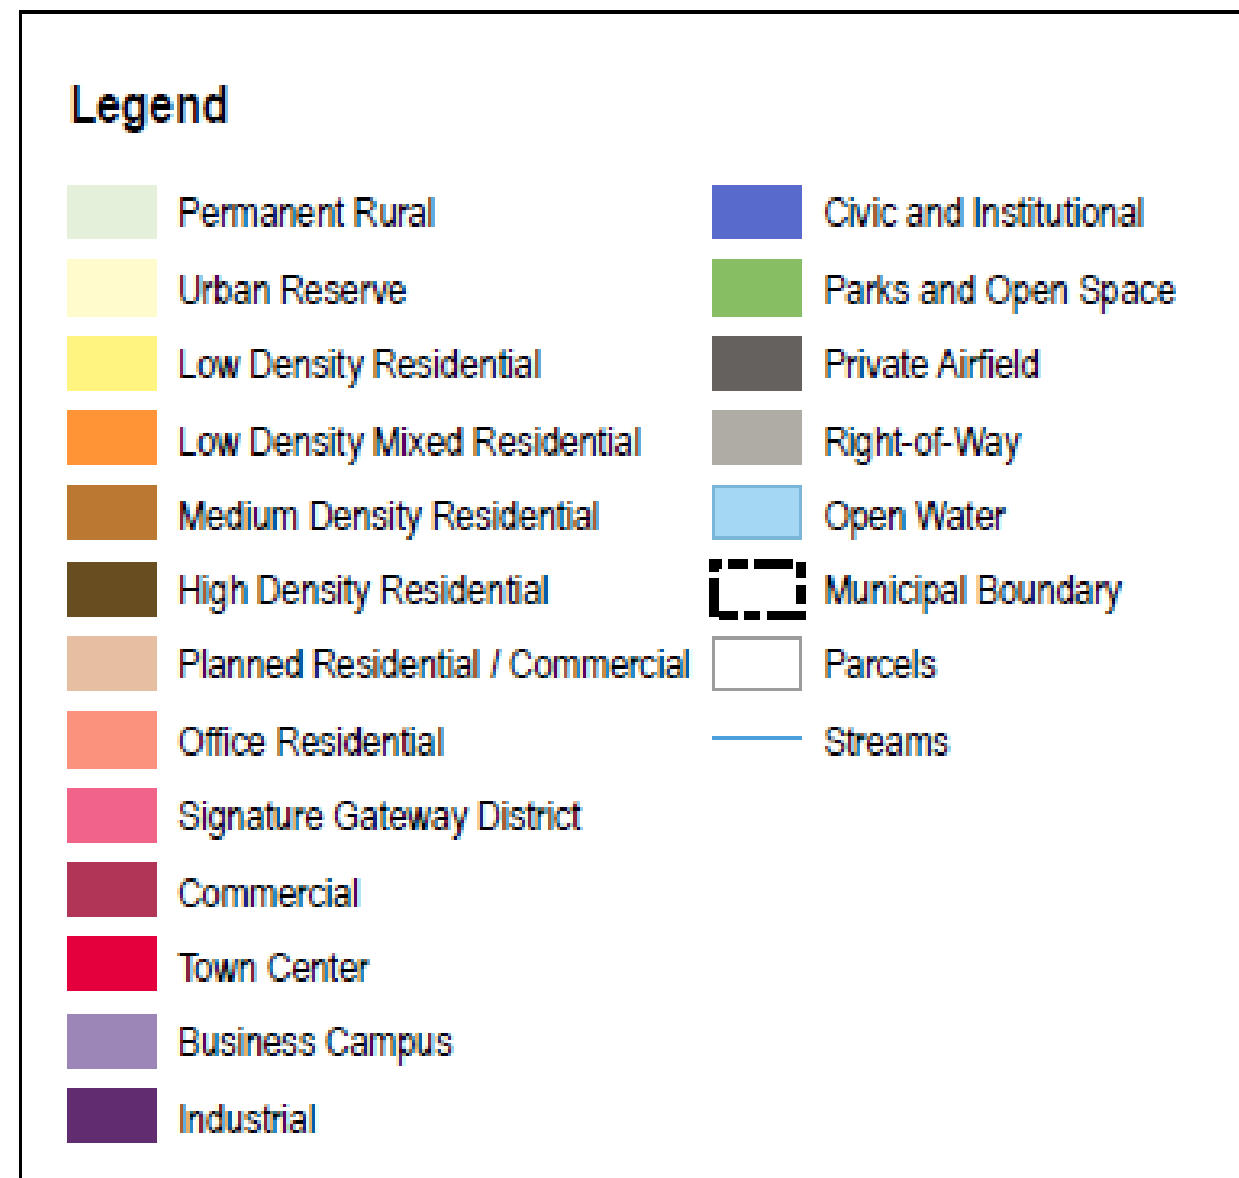 Legend
Permanent Rural
Urban Reserve
Low Density Residential
Low Density Mixed Residential
Medium Density Residential
High Density Residential
Planned Residential / Commercial
Office Residential
Signature Gateway District
Commercial
Town Center
Business Campus
Industrial
Civic and Institutional
Parks and Open Space
Private Airfield
Right-of-Way
Open Water
Municipal Boundary
Parcels
Streams